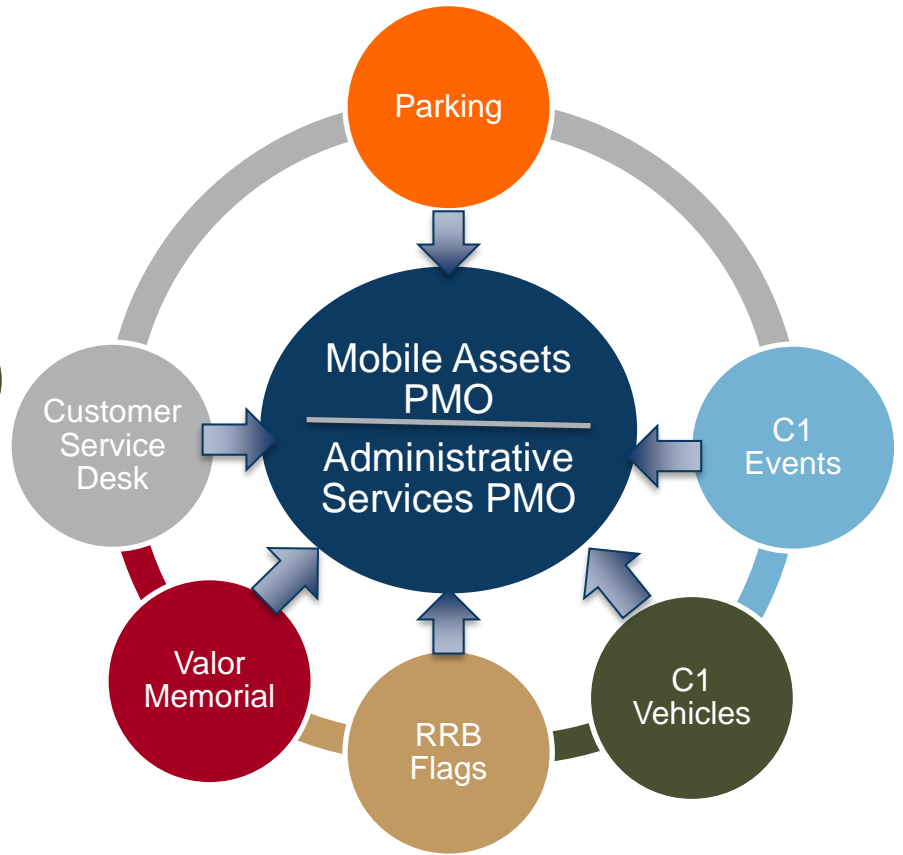 Parking
Mobile Assets
PMO
Administrative
Services PMO
Customer
Service
Desk
C1
Events
Valor
Memorial
C1
Vehicles
RRB
Flags